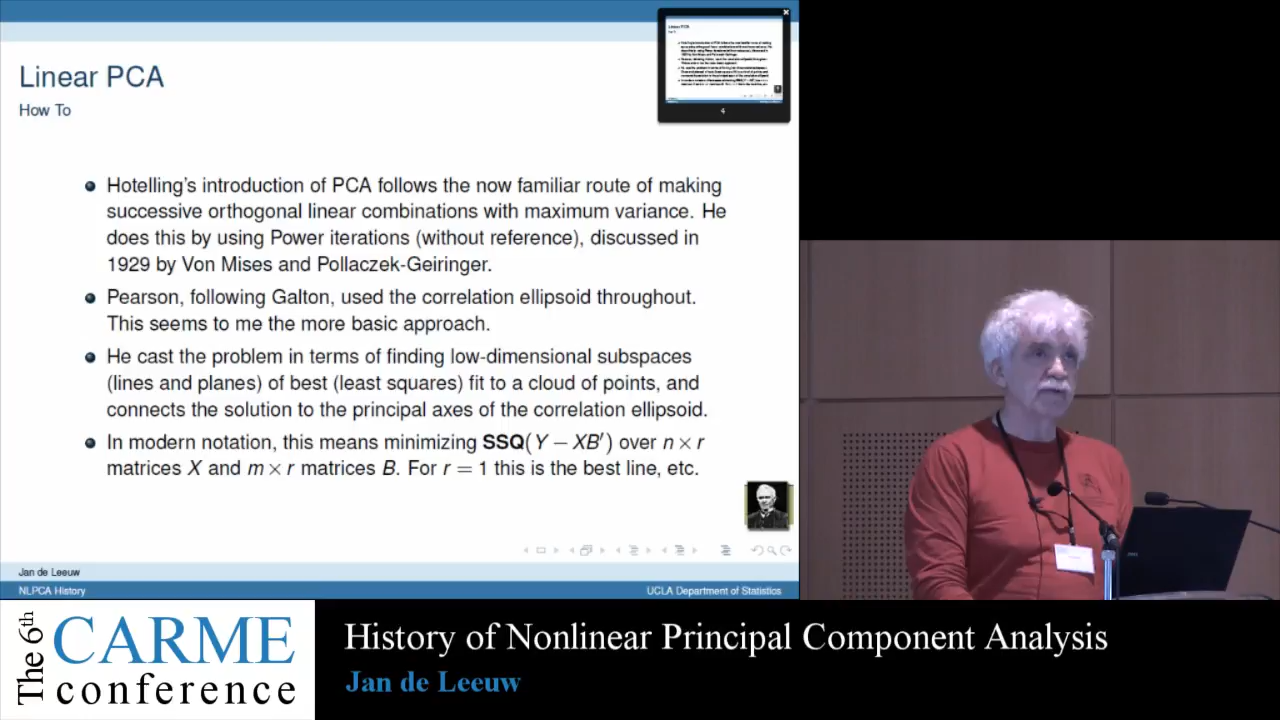 Linear PCA
How To
4
Hotelling's introduction of PCA follows the now familiar route of making
successive orthogonal linear combinations with maximum variance. He
does this by using Power iterations (without reference), discussed in
1929 by Von Mises and Pollaczek-Geiringer.
Pearson, following Galton, used the correlation ellipsoid throughout.
This seems to me the more basic approach.
He cast the problem in terms of finding low-dimensional subspaces
(lines and planes) of best (least squares) fit to a cloud of points, and
connects the solution to the principal axes of the correlation ellipsoid.
In modern notation, this means minimizing SSQ(Y − XB′) over n × r
matrices X and m × r matrices B. For r = 1 this is the best line, etc.
Jan de Leeuw
NLPCA History
UCLA Department of Statistics
The 6th
CARME
conference
History of Nonlinear Principal Component Analysis
Jan de Leeuw